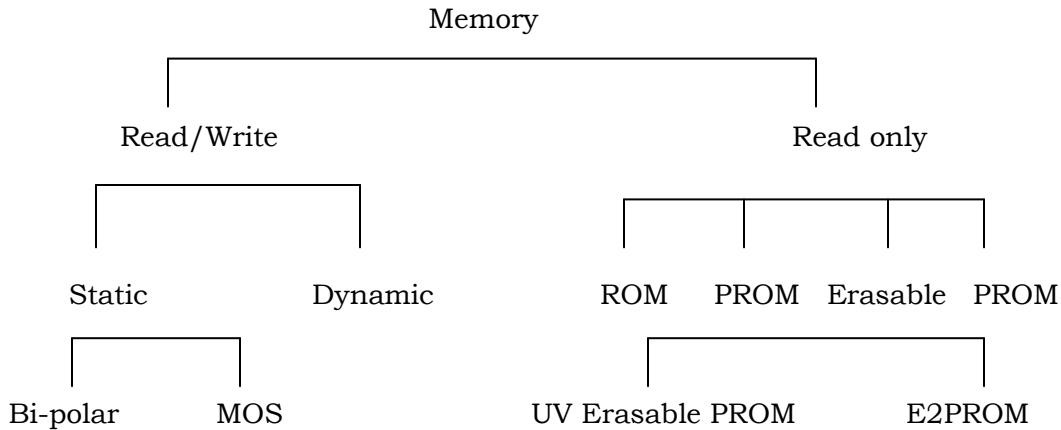 Memory
Read/Write Read only
Static Dynamic ROM PROM Erasable PROM
Bi-polar MOS UV Erasable PROM E2PROM